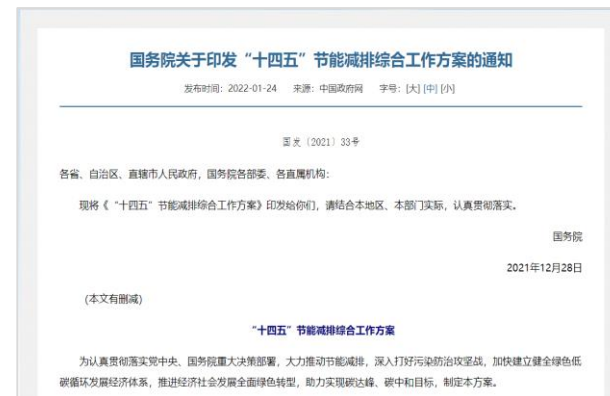 国务院关于印发“十四五”节能减排综合工作方案的通知
发布时间：2022-01-24 来源：中国政府网 字号：[大] [中] [小]
国发〔2021〕33号
各省、自治区、直辖市人民政府，国务院各部委、各直属机构：
现将《“十四五”节能减排综合工作方案》印发给你们，请结合本地区、本部门实际，认真贯彻落实。
国务院
2021年12月28日
(本文有删减)
“十四五”节能减排综合工作方案
为认真贯彻落实党中央、国务院重大决策部署，大力推动节能减排，深入打好污染防治攻坚战，加快建立健全绿色低
碳循环发展经济体系，推进经济社会发展全面绿色转型，助力实现碳达峰、碳中和目标，制定本方案。